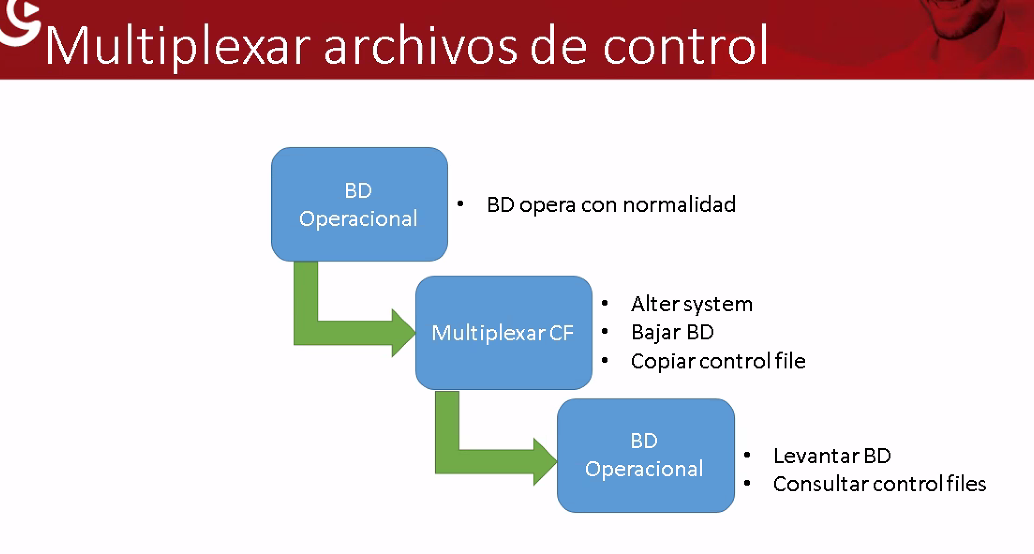 Multiplexar archivos de control
BD
Operacional
• BD opera con normalidad
Multiplexar CF
• Alter system
• Bajar BD
• Copiar control file
BD
Operacional
• Levantar BD
• Consultar control files